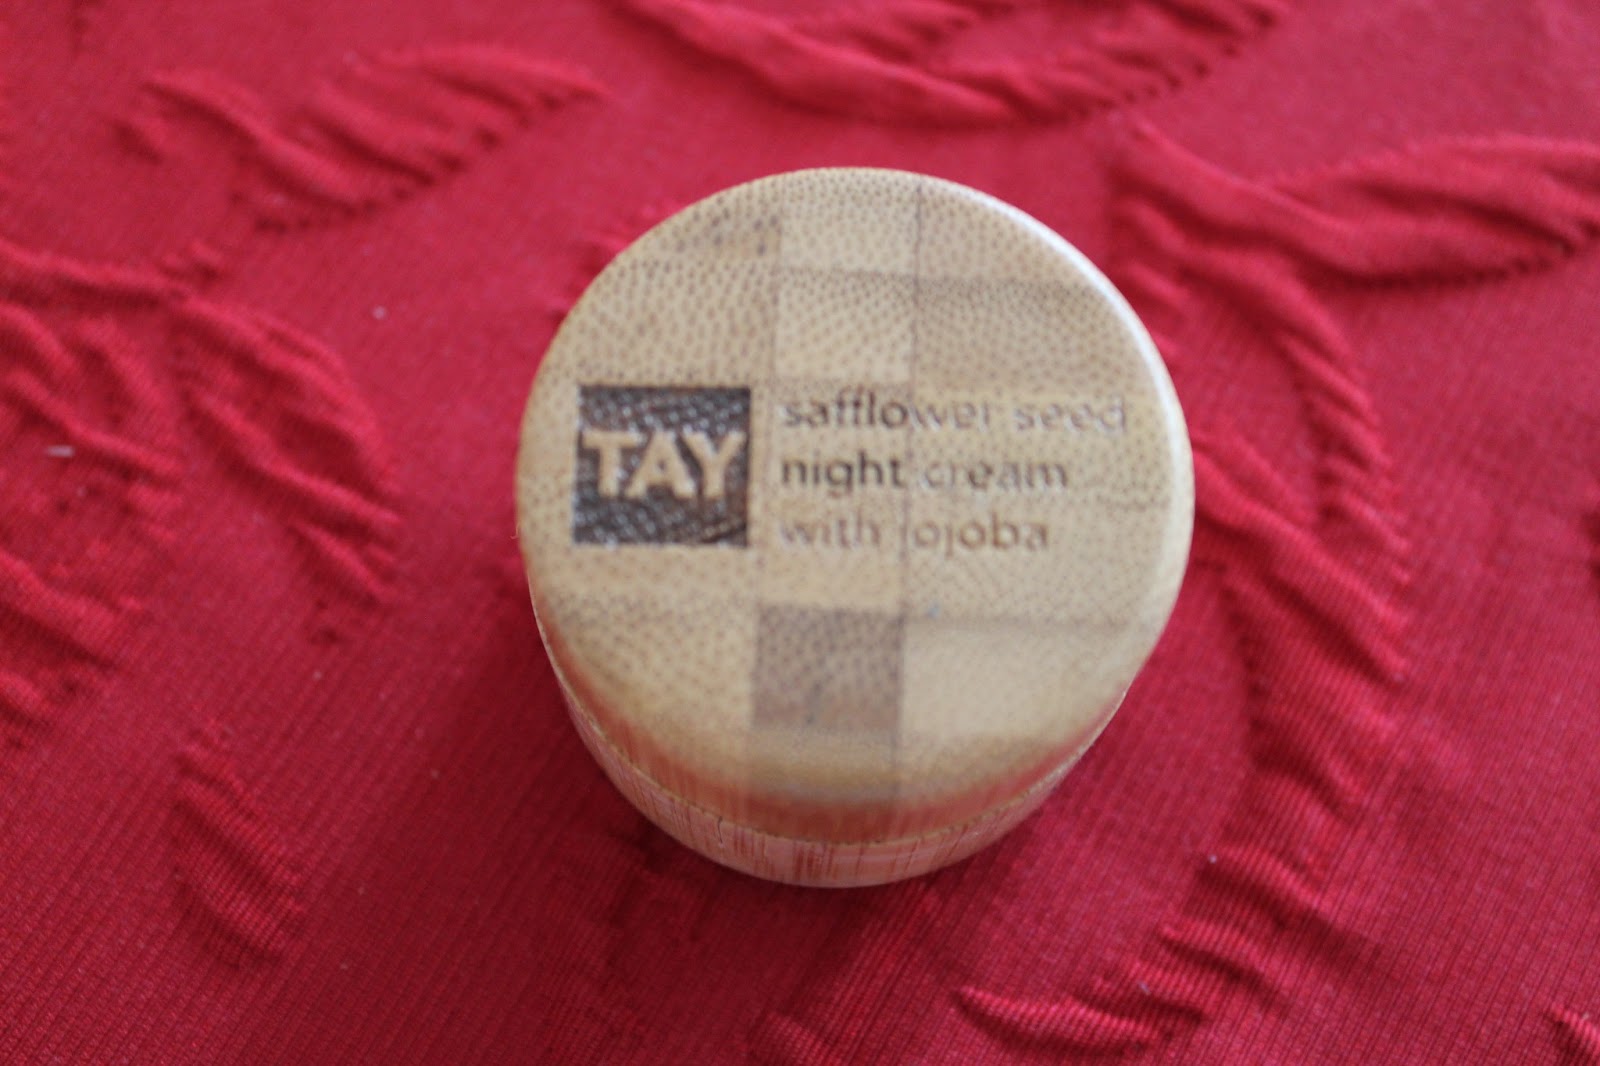 TAY
safflower seed
night cream
with jojoba